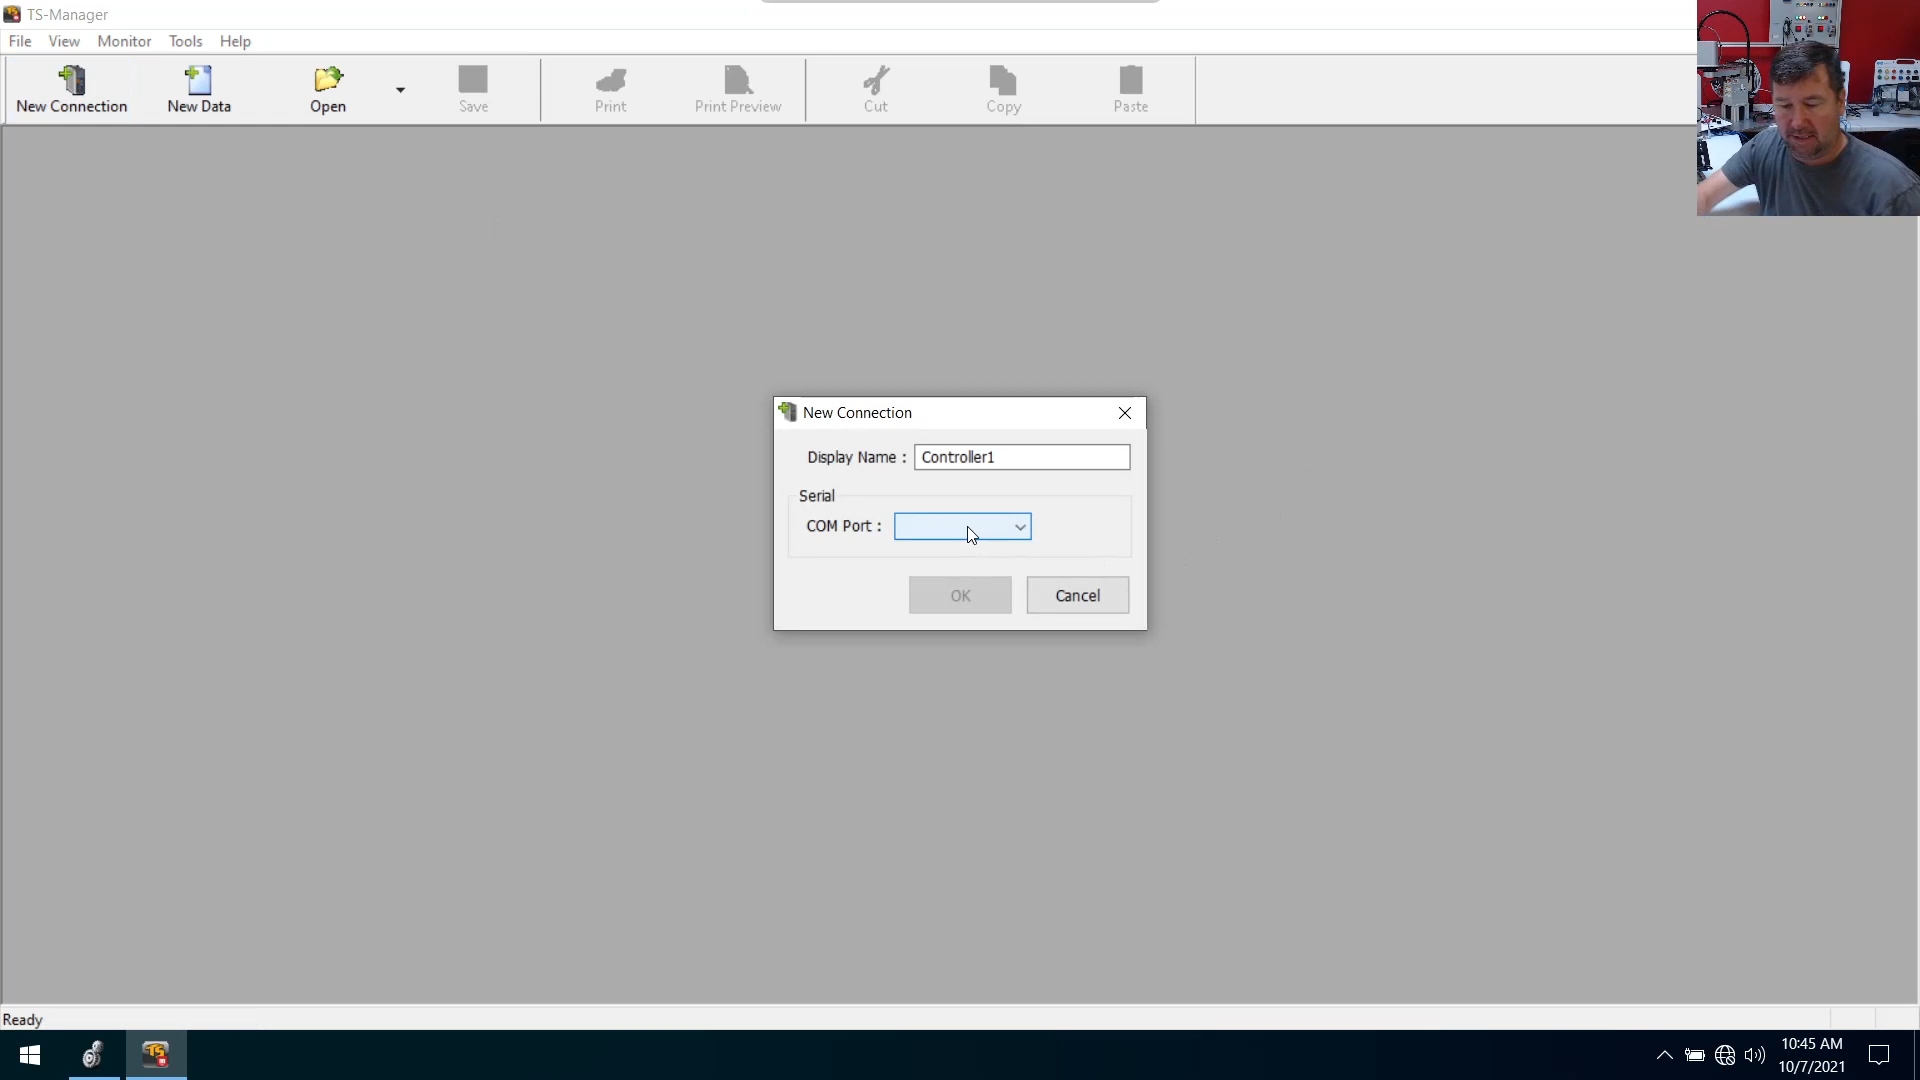 TS-Manager
File View Monitor Tools Help
New Connection New Data Open Save Print Print Preview Cut Copy Paste
New Connection
Display Name : Controller1
Serial
COM Port :
OK Cancel
Ready
10:45 AM
10/7/2021